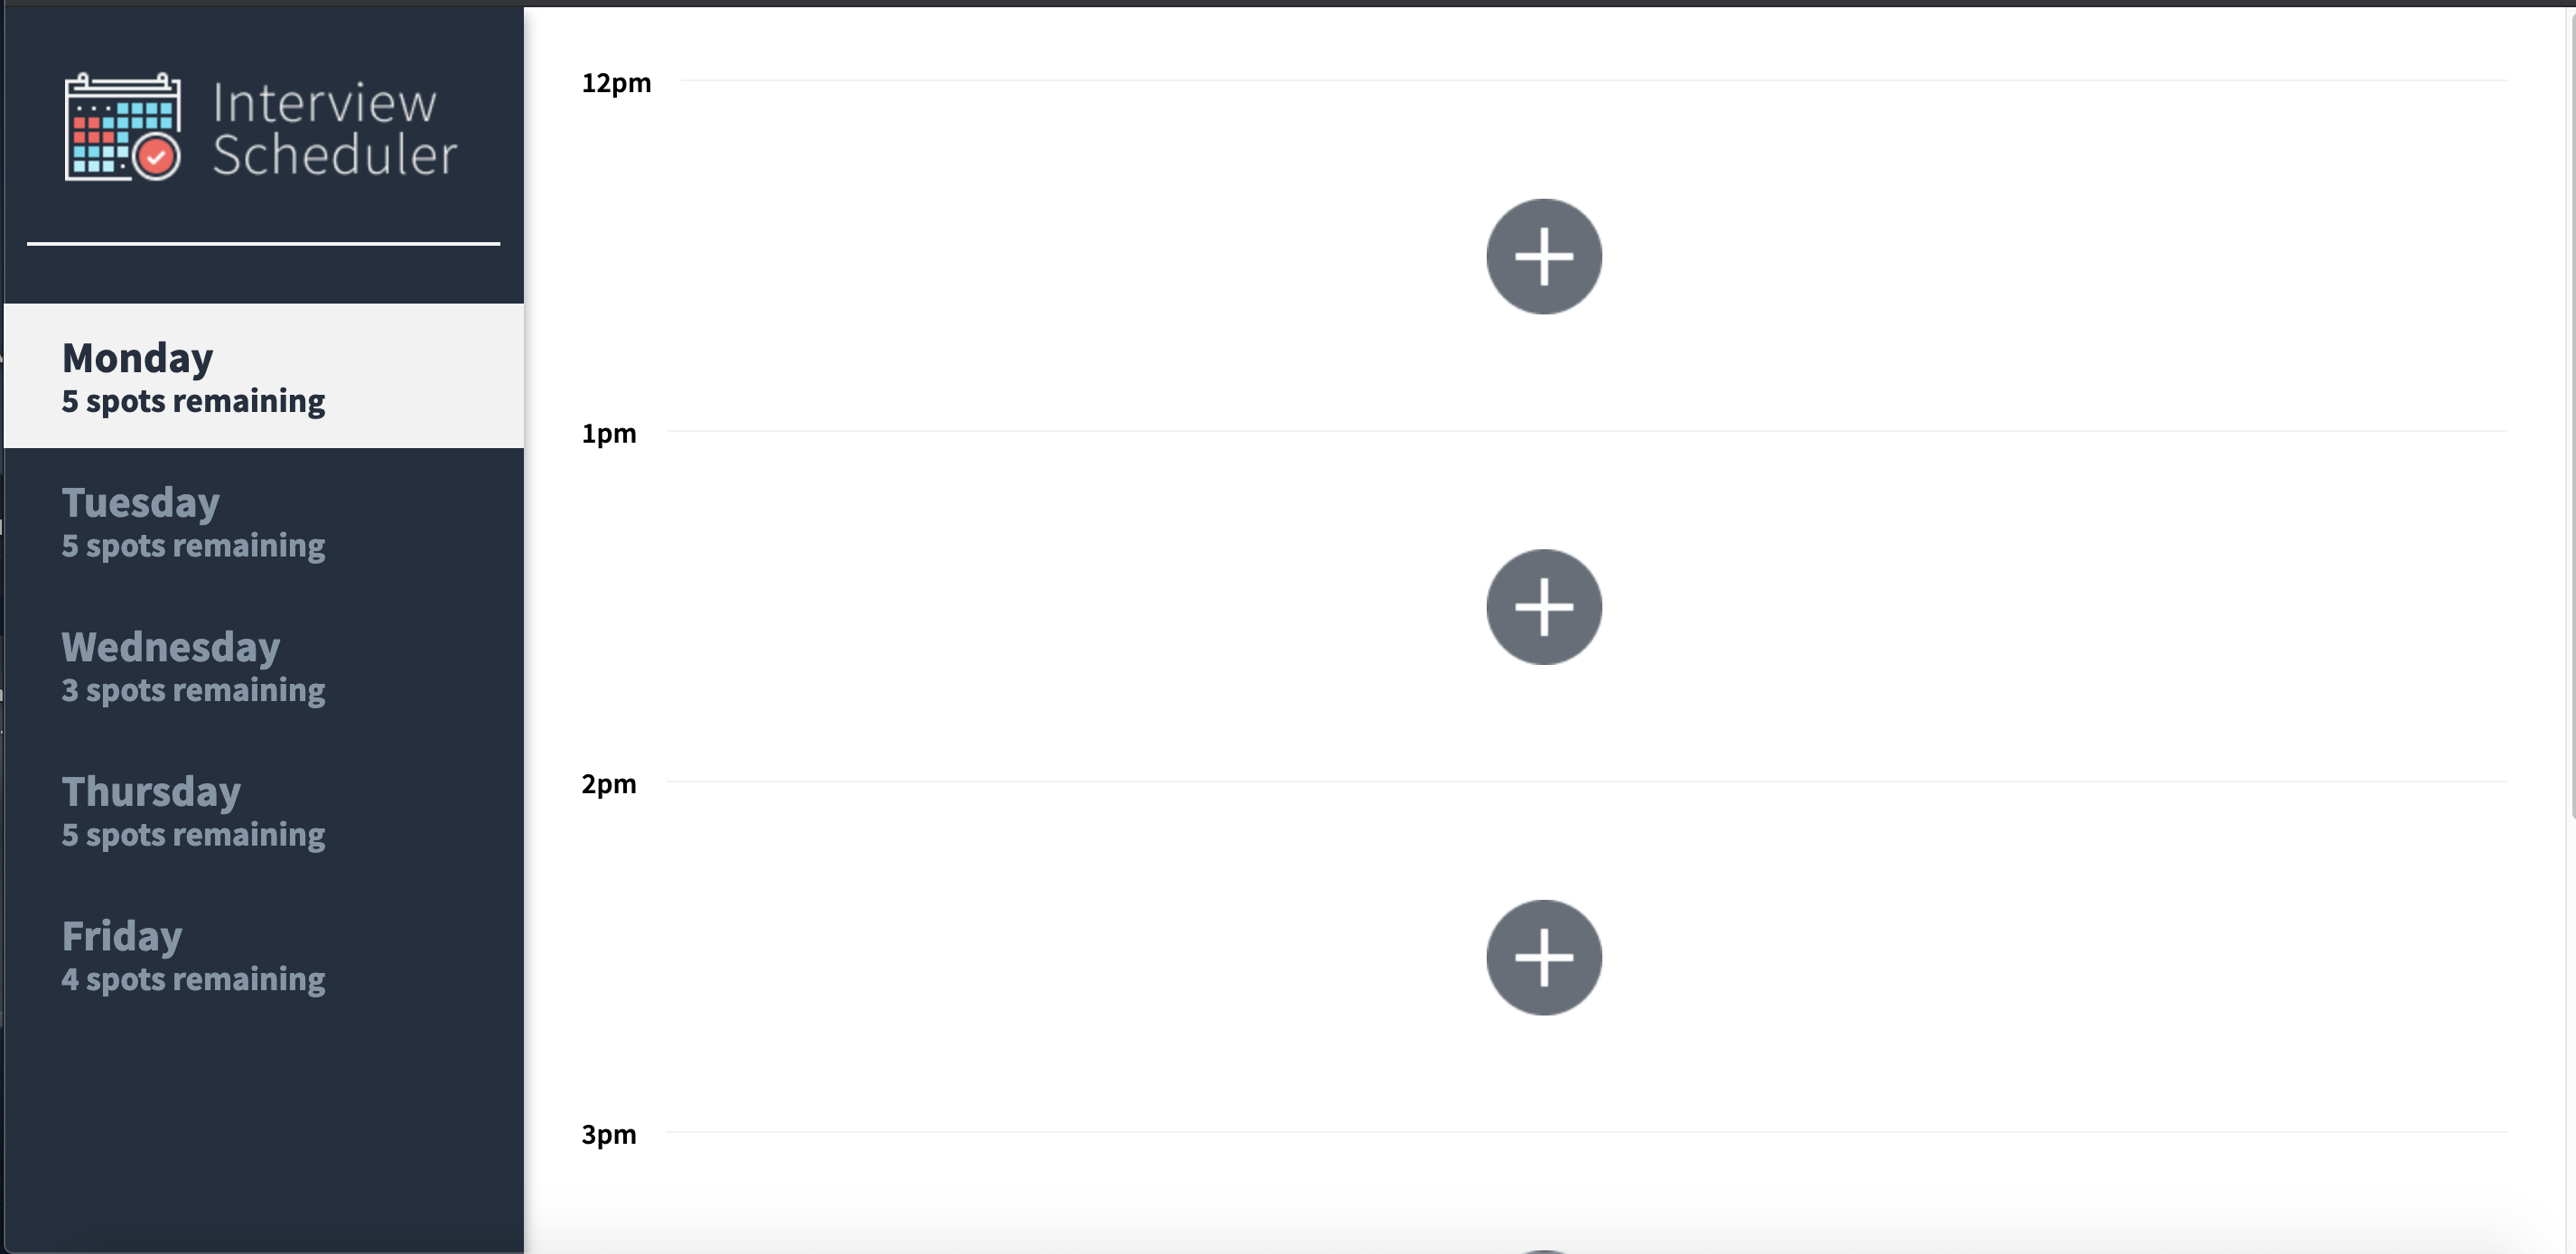 Interview
Scheduler
Monday
5 spots remaining
Tuesday
5 spots remaining
Wednesday
3 spots remaining
Thursday
5 spots remaining
Friday
4 spots remaining
12pm
1pm
2pm
3pm